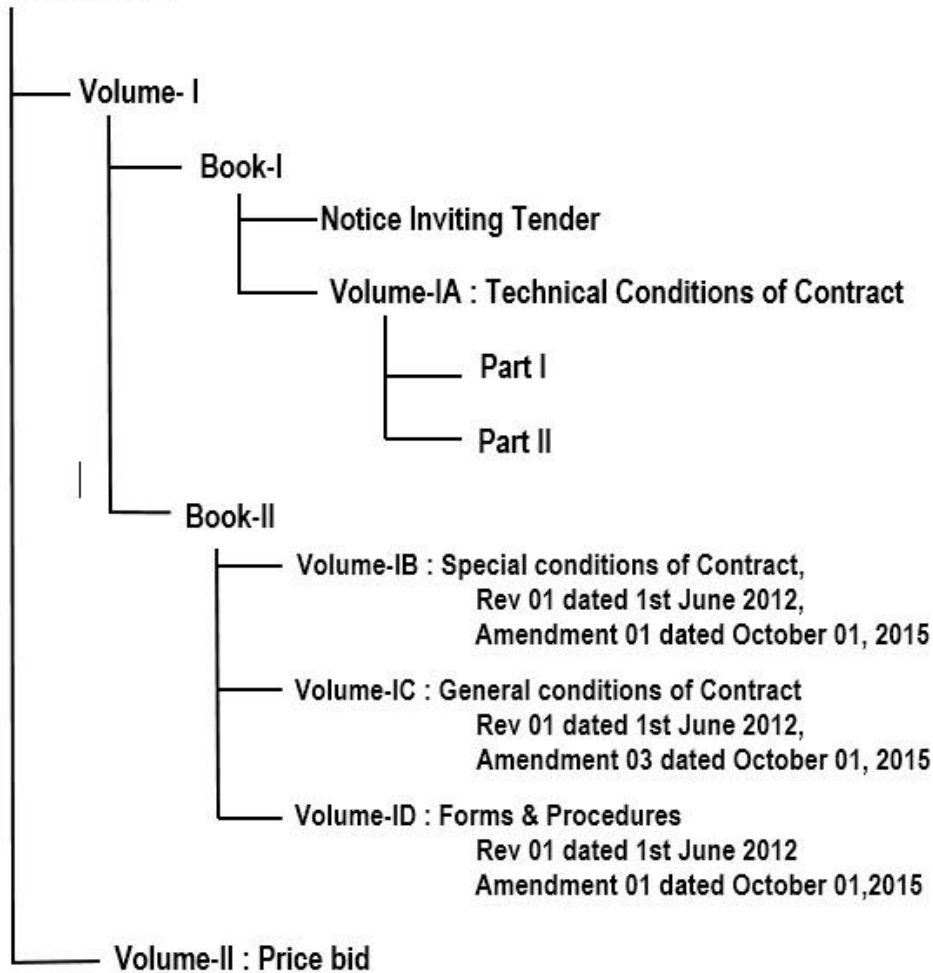 Volume- I
Book-I
Notice Inviting Tender
Volume-IA : Technical Conditions of Contract
Part I
Part II
Book-II
Volume-IB : Special conditions of Contract,
Rev 01 dated 1st June 2012,
Amendment 01 dated October 01, 2015
Volume-IC : General conditions of Contract
Rev 01 dated 1st June 2012,
Amendment 03 dated October 01, 2015
Volume-ID : Forms & Procedures
Rev 01 dated 1st June 2012
Amendment 01 dated October 01,2015
Volume-II : Price bid